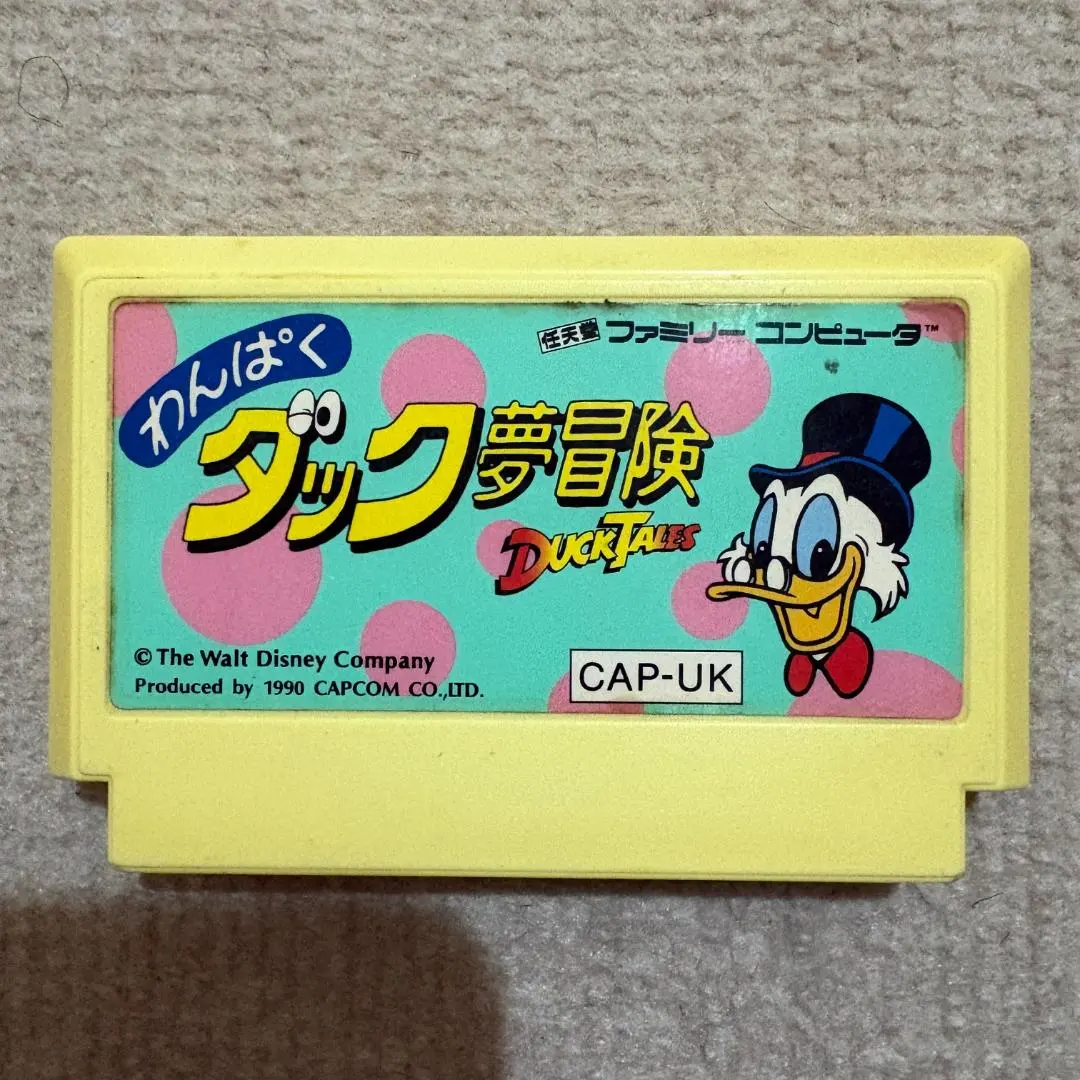 任天堂 ファミリー コンピュータ™
わんぱく
ダック夢冒険
DUCKTALES
© The Walt Disney Company
Produced by 1990 CAPCOM CO.,LTD.
CAP-UK